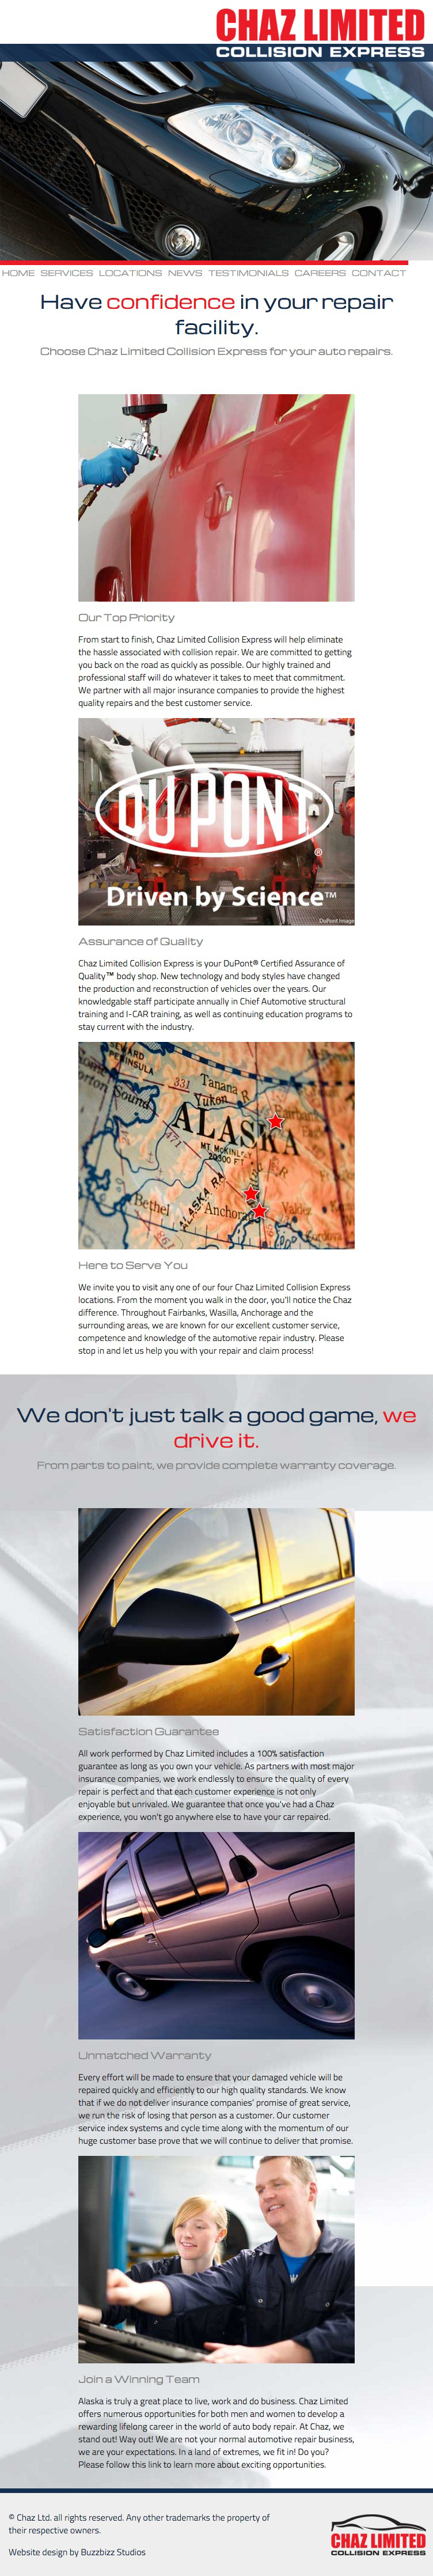 CHAZ LIMITED
COLLISION EXPRESS
HOME SERVICES LOCATIONS NEWS TESTIMONIALS CAREERS CONTACT
Have confidence in your repair
facility.
Choose Chaz Limited Collision Express for your auto repairs.
Our Top Priority
From start to finish, Chaz Limited Collision Express will help eliminate
the hassle associated with collision repair. We are committed to getting
you back on the road as quickly as possible. Our highly trained and
professional staff will do whatever it takes to meet that commitment.
We partner with all major insurance companies to provide the highest
quality repairs and the best customer service.
DUPONT
®
Driven by Science™
DuPont Image
Assurance of Quality
Chaz Limited Collision Express is your DuPont® Certified Assurance of
Quality™ body shop. New technology and body styles have changed
the production and reconstruction of vehicles over the years. Our
knowledgable staff participate annually in Chief Automotive structural
training and I-CAR training, as well as continuing education programs to
stay current with the industry.
SEWARD
PENINSULA
Norton Sound
331
Tanana
Yukon
R
ALASKA
471
MT. McKINLEY
20300 FT
ALASKA RA
Bethel
Anchorag
Valdez
Here to Serve You
We invite you to visit any one of our four Chaz Limited Collision Express
locations. From the moment you walk in the door, you'll notice the Chaz
difference. Throughout Fairbanks, Wasilla, Anchorage and the
surrounding areas, we are known for our excellent customer service,
competence and knowledge of the automotive repair industry. Please
stop in and let us help you with your repair and claim process!
We don't just talk a good game, we
drive it.
From parts to paint, we provide complete warranty coverage.
Satisfaction Guarantee
All work performed by Chaz Limited includes a 100% satisfaction
guarantee as long as you own your vehicle. As partners with most major
insurance companies, we work endlessly to ensure the quality of every
repair is perfect and that each customer experience is not only
enjoyable but unrivaled. We guarantee that once you've had a Chaz
experience, you won't go anywhere else to have your car repaired.
Unmatched Warranty
Every effort will be made to ensure that your damaged vehicle will be
repaired quickly and efficiently to our high quality standards. We know
that if we do not deliver insurance companies' promise of great service,
we run the risk of losing that person as a customer. Our customer
service index systems and cycle time along with the momentum of our
huge customer base prove that we will continue to deliver that promise.
Join a Winning Team
Alaska is truly a great place to live, work and do business. Chaz Limited
offers numerous opportunities for both men and women to develop a
rewarding lifelong career in the world of auto body repair. At Chaz, we
stand out! Way out! We are not your normal automotive repair business,
we are your expectations. In a land of extremes, we fit in! Do you?
Please follow this link to learn more about exciting opportunities.
© Chaz Ltd. all rights reserved. Any other trademarks the property of
their respective owners.
Website design by Buzzbizz Studios
CHAZ LIMITED
COLLISION EXPRESS